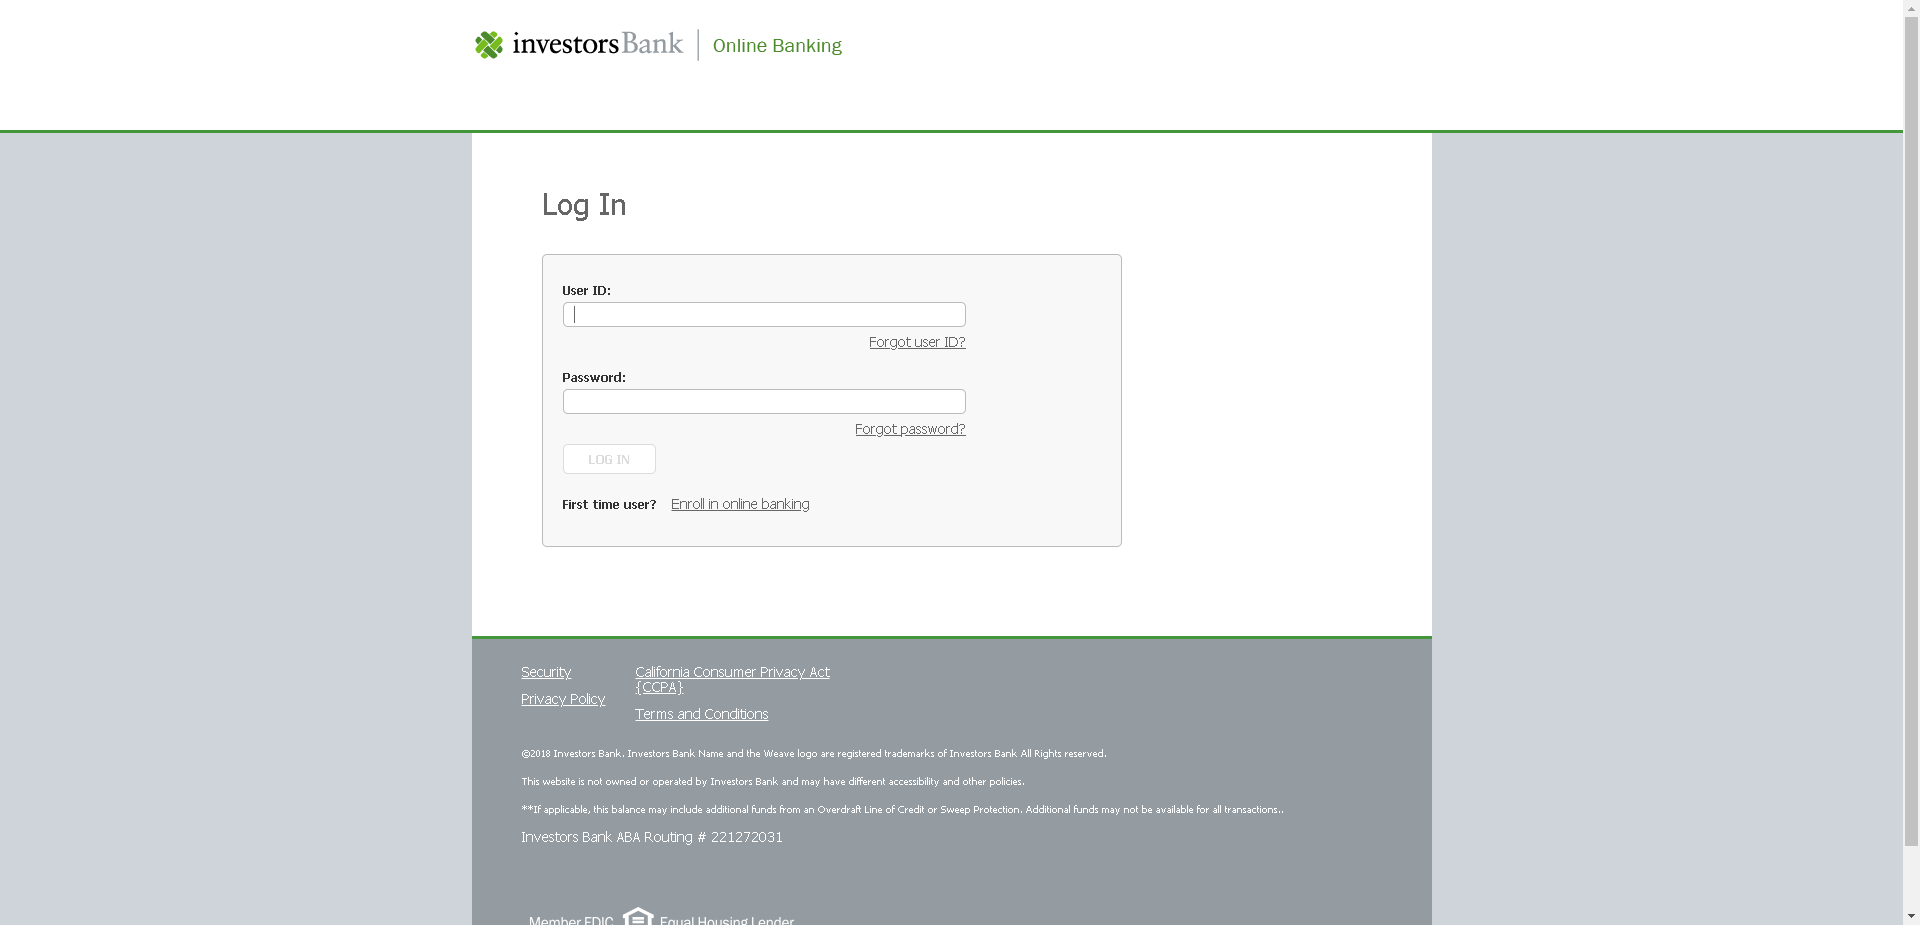 investorsBank Online Banking
Log In
User ID:
Forgot user ID?
Password:
Forgot password?
LOG IN
First time user? Enroll in online banking
Security
Privacy Policy
California Consumer Privacy Act
{CCPA}
Terms and Conditions
©2018 Investors Bank. Investors Bank Name and the Weave logo are registered trademarks of Investors Bank All Rights reserved.
This website is not owned or operated by Investors Bank and may have different accessibility and other policies.
**If applicable, this balance may include additional funds from an Overdraft Line of Credit or Sweep Protection. Additional funds may not be available for all transactions..
Investors Bank ABA Routing # 221272031
Member FDIC Equal Housing Lender